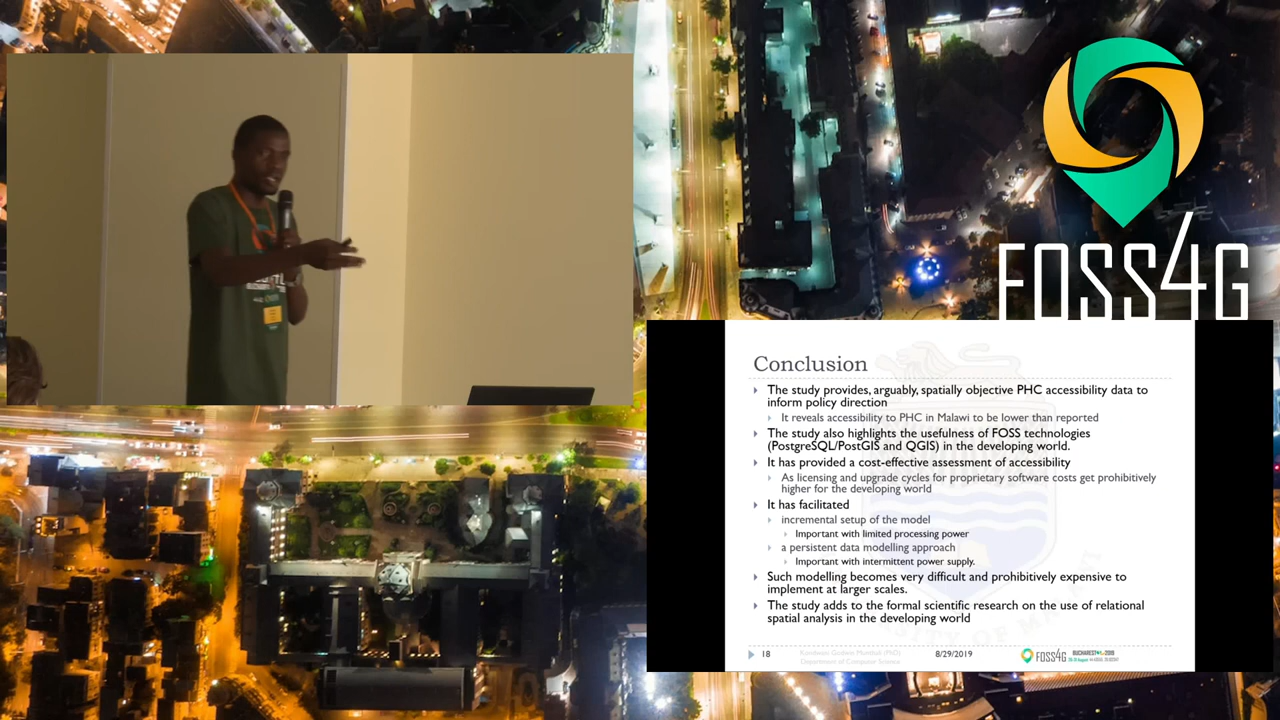 FOSS4G
Conclusion
The study provides, arguably, spatially objective PHC accessibility data to
inform policy direction
It reveals accessibility to PHC in Malawi to be lower than reported
The study also highlights the usefulness of FOSS technologies
(PostgreSQL/PostGIS and QGIS) in the developing world.
It has provided a cost-effective assessment of accessibility
As licensing and upgrade cycles for proprietary software costs get prohibitively
higher for the developing world
It has facilitated
incremental setup of the model
Important with limited processing power
a persistent data modelling approach
Important with intermittent power supply.
Such modelling becomes very difficult and prohibitively expensive to
implement at larger scales.
The study adds to the formal scientific research on the use of relational
spatial analysis in the developing world
18
Department of Computer Science
8/29/2019
FOSS4G
BUCHAREST 2019